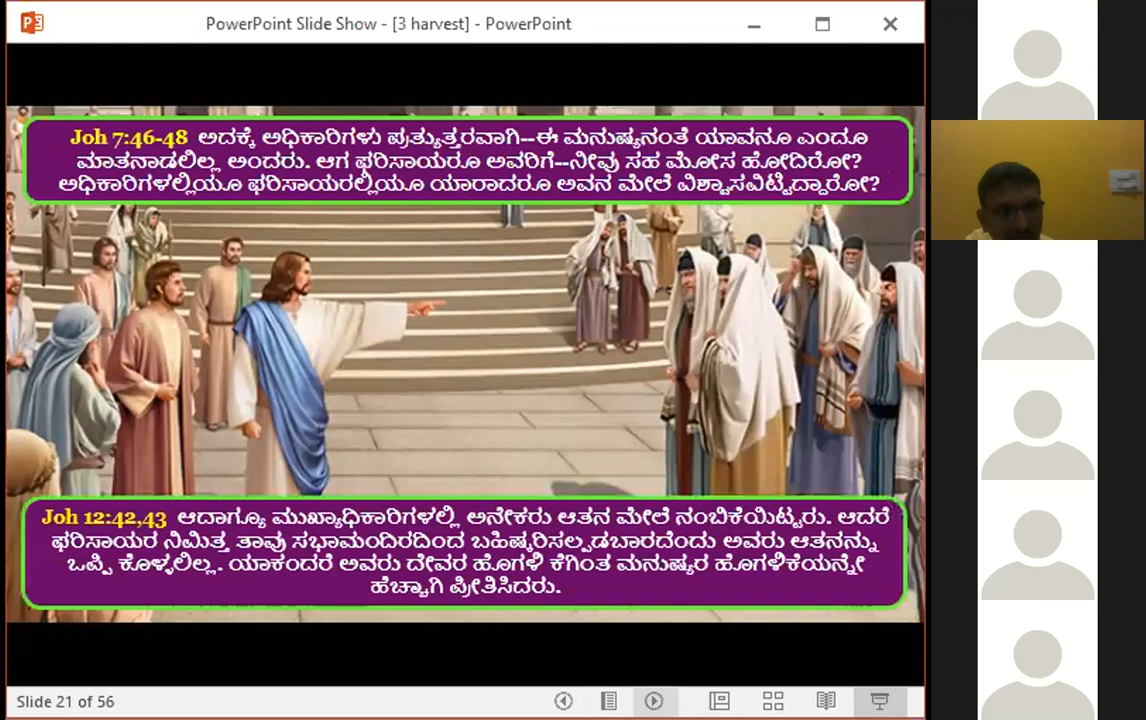 PowerPoint Slide Show - [3 harvest] - PowerPoint
Joh 7:46-48 ಅದಕ್ಕೆ ಅಧಿಕಾರಿಗಳು ಪ್ರತ್ಯುತ್ತರವಾಗಿ--ಈ ಮನುಷ್ಯನಂತೆ ಯಾವನೂ ಎಂದೂ
ಮಾತನಾಡಲಿಲ್ಲ ಅಂದರು. ಆಗ ಫರಿಸಾಯರೂ ಅವರಿಗೆ--ನೀವು ಸಹ ಮೋಸ ಹೋದಿರೋ?
ಅಧಿಕಾರಿಗಳಲ್ಲಿಯೂ ಫರಿಸಾಯರಲ್ಲಿಯೂ ಯಾರಾದರೂ ಅವನ ಮೇಲೆ ವಿಶ್ವಾಸವಿಟ್ಟಿದ್ದಾರೋ?
Joh 12:42,43 ಆದಾಗ್ಯೂ ಮುಖ್ಯಾಧಿಕಾರಿಗಳಲ್ಲಿ ಅನೇಕರು ಆತನ ಮೇಲೆ ನಂಬಿಕೆಯಿಟ್ಟರು. ಆದರೆ
ಫರಿಸಾಯರ ನಿಮಿತ್ತ ತಾವು ಸಭಾಮಂದಿರದಿಂದ ಬಹಿಷ್ಕರಿಸಲ್ಪಡಬಾರದೆಂದು ಅವರು ಆತನನ್ನು
ಒಪ್ಪಿ ಕೊಳ್ಳಲಿಲ್ಲ. ಯಾಕಂದರೆ ಅವರು ದೇವರ ಹೊಗಳಿ ಕೆಗಿಂತ ಮನುಷ್ಯರ ಹೊಗಳಿಕೆಯನ್ನೇ
ಹೆಚ್ಚಾಗಿ ಪ್ರೀತಿಸಿದರು.
Slide 21 of 56